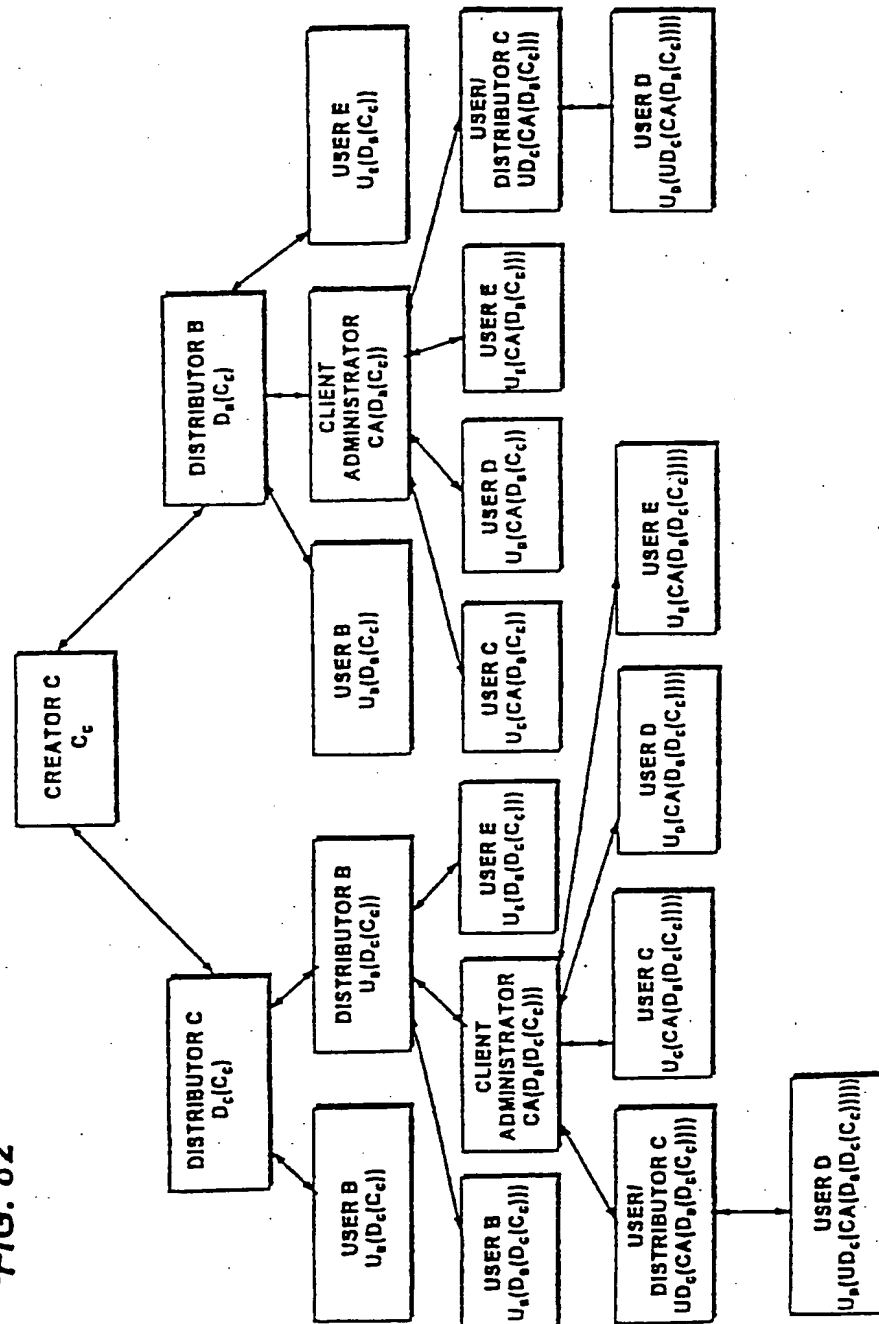 FIG. 82
CREATOR C
C_C
DISTRIBUTOR C
D_C(C_C)
DISTRIBUTOR B
D_B(C_C)
USER B
U_B(D_C(C_C))
DISTRIBUTOR B
U_B(D_C(C_C))
USER B
U_B(D_B(C_C))
CLIENT
ADMINISTRATOR
CA(D_B(C_C))
USER E
U_E(D_B(C_C))
USER B
U_B(D_B(D_C(C_C)))
CLIENT
ADMINISTRATOR
CA(D_B(D_C(C_C)))
USER E
U_E(D_B(D_C(C_C)))
USER C
U_C(CA(D_B(C_C))
USER D
U_D(CA(D_B(C_C))
USER E
U_E(CA(D_B(C_C)))
USER/
DISTRIBUTOR C
UD_C(CA(D_B(C_C)))
USER/
DISTRIBUTOR C
UD_C(CA(D_B(D_C(C_C))))
USER C
U_C(CA(D_B(D_C(C_C)))))
USER D
U_D(CA(D_B(D_C(C_C)))))
USER E
U_E(CA(D_B(D_C(C_C)))))
USER D
U_D(UD_C(CA(D_B(C_C))))
USER D
U_D(UD_C(CA(D_B(D_C(C_C)))))